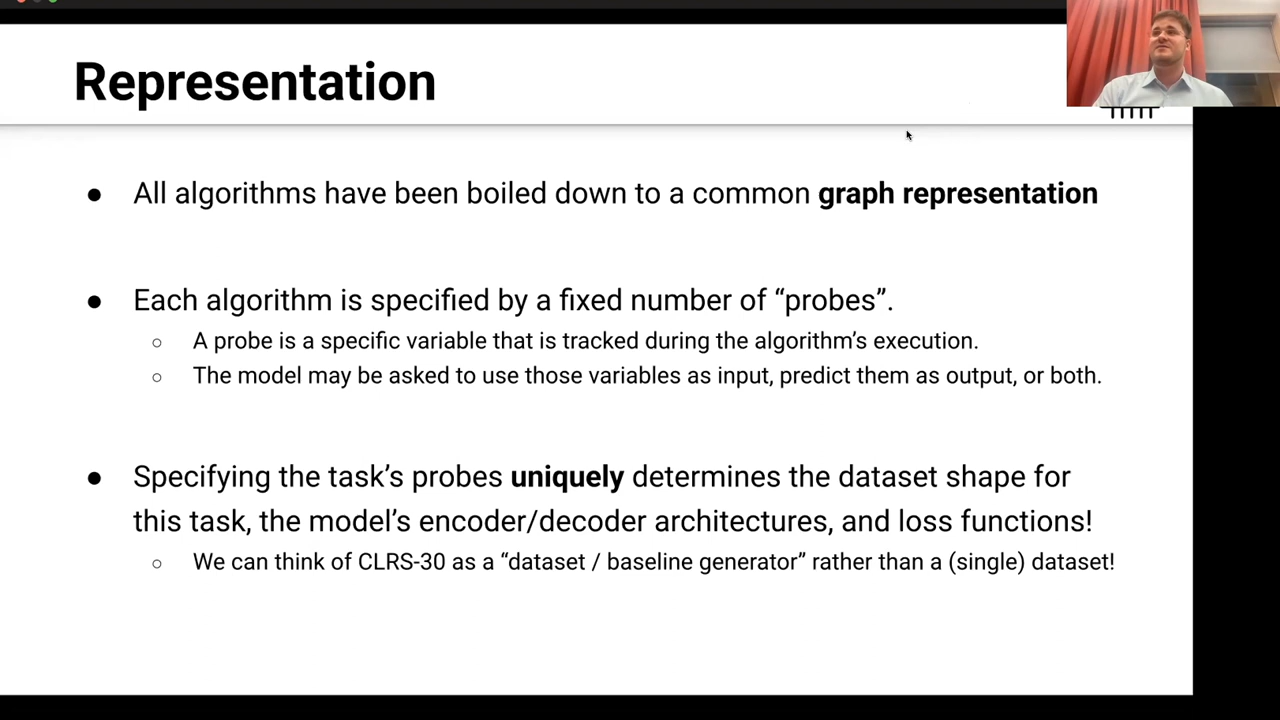 Representation
● All algorithms have been boiled down to a common graph representation
● Each algorithm is specified by a fixed number of “probes”.
○ A probe is a specific variable that is tracked during the algorithm’s execution.
○ The model may be asked to use those variables as input, predict them as output, or both.
● Specifying the task’s probes uniquely determines the dataset shape for
this task, the model’s encoder/decoder architectures, and loss functions!
○ We can think of CLRS-30 as a “dataset / baseline generator” rather than a (single) dataset!